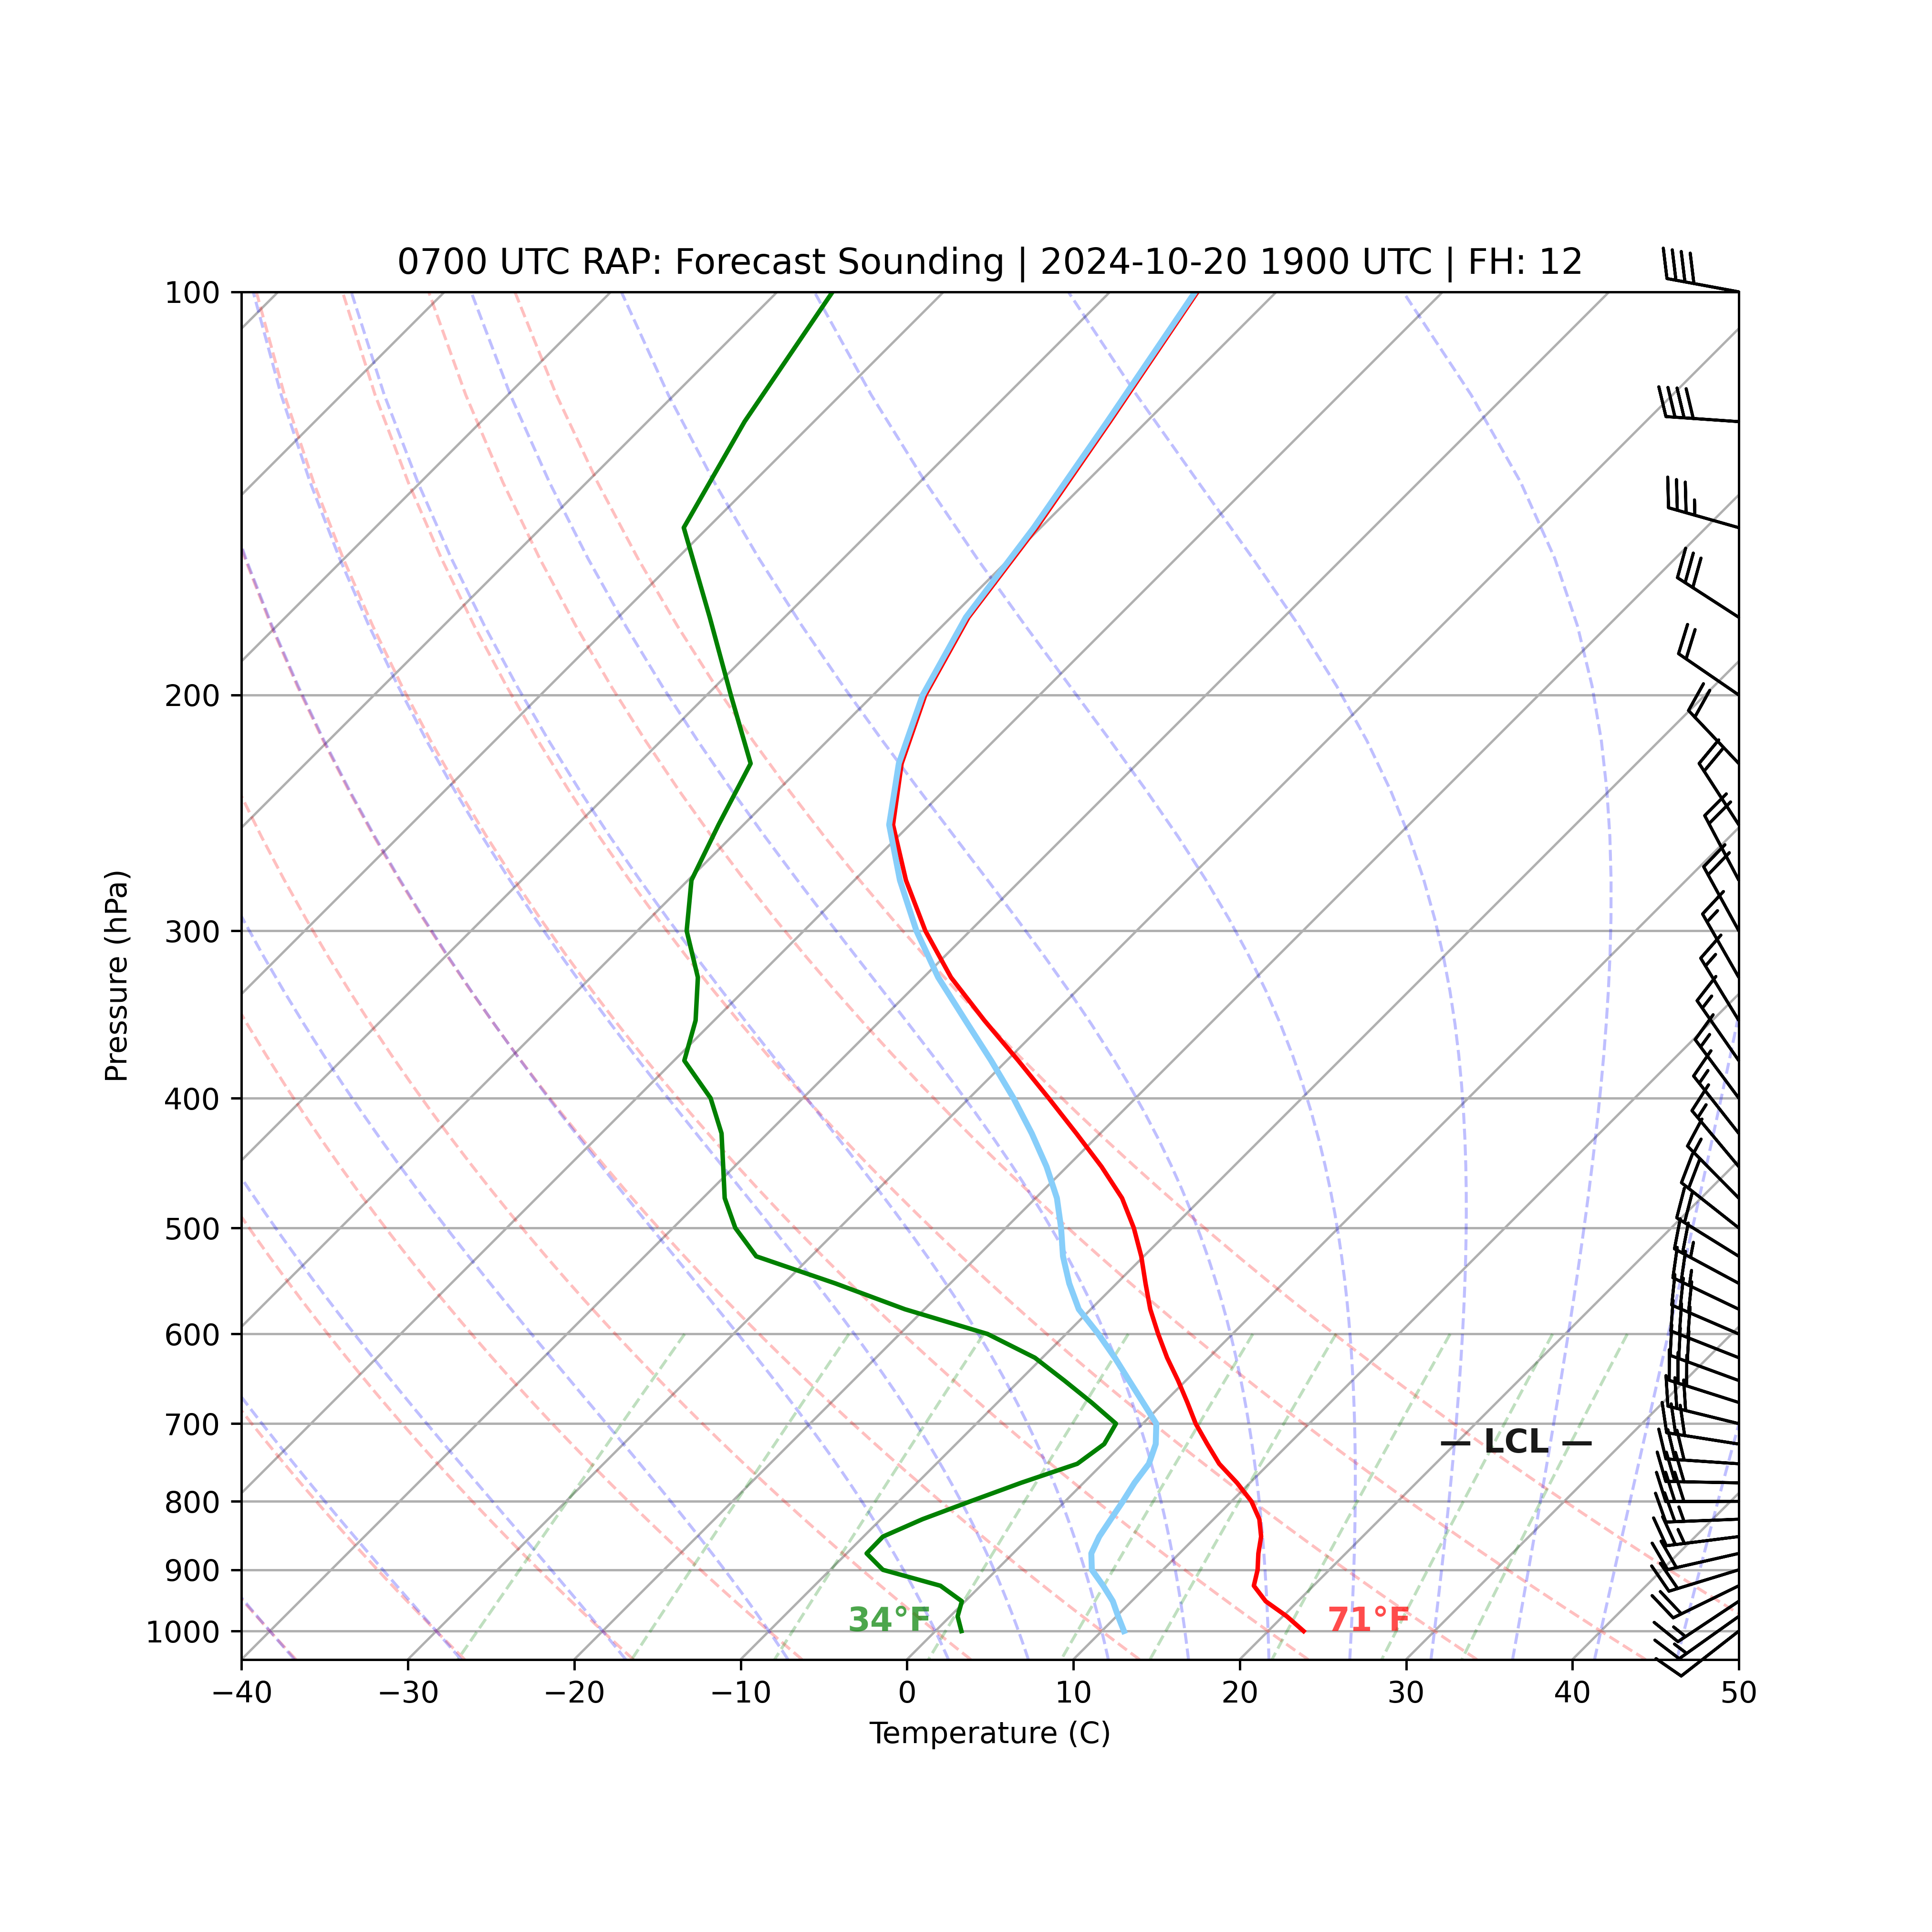 0700 UTC RAP: Forecast Sounding | 2024-10-20 1900 UTC | FH: 12
100
200
300
400
500
600
700
800
900
1000
Pressure (hPa)
— LCL —
34°F
71°F
−40 −30 −20 −10 0 10 20 30 40 50
Temperature (C)